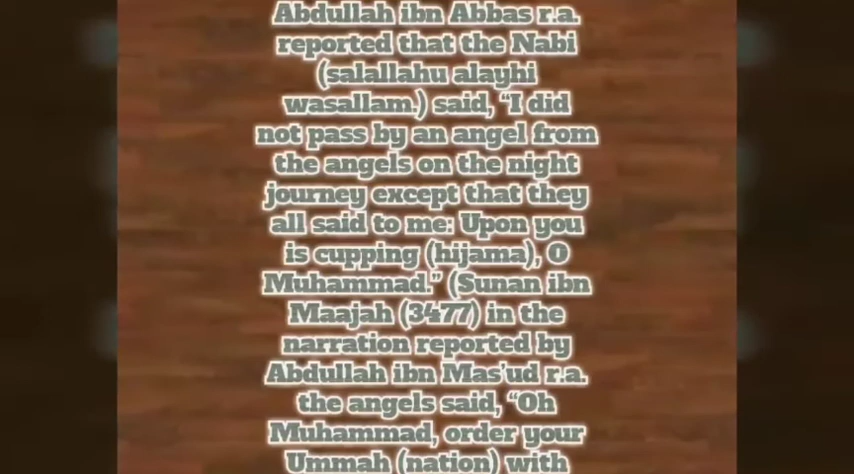 Abdullah ibn Abbas r.a.
reported that the Nabi
(salallahu alayhi
wasallam.) said, “I did
not pass by an angel from
the angels on the night
journey except that they
all said to me: Upon you
is cupping (hijama), O
Muhammad.” (Sunan ibn
Maajah (3477) in the
narration reported by
Abdullah ibn Mas’ud r.a.
the angels said, “Oh
Muhammad, order your
Ummah (nation) with